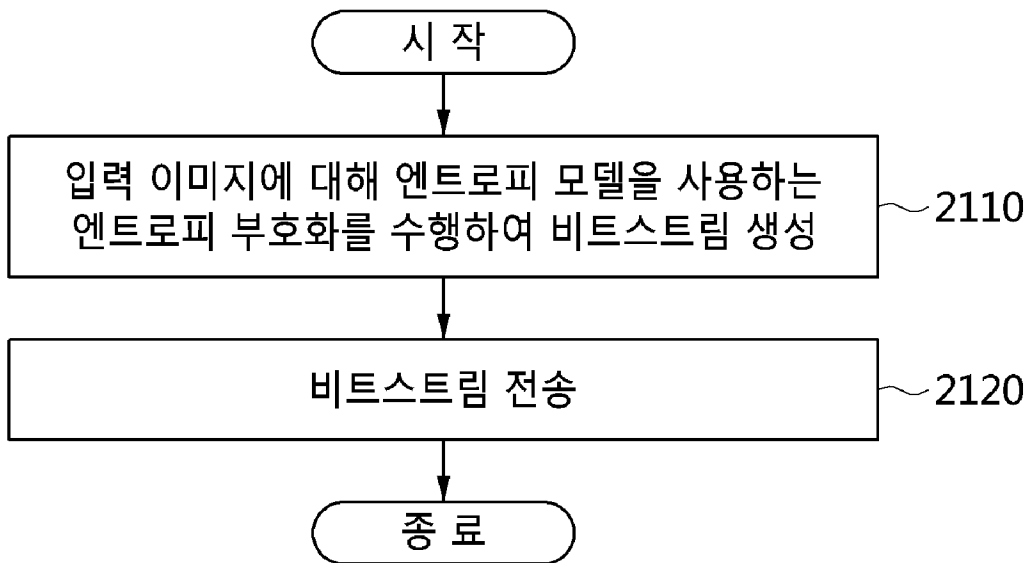 시 작
입력 이미지에 대해 엔트로피 모델을 사용하는
엔트로피 부호화를 수행하여 비트스트림 생성
2110
비트스트림 전송
2120
종 료